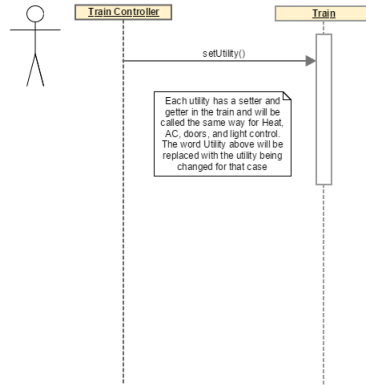 Train Controller
Train
setUtility()
Each utility has a setter and
getter in the train and will be
called the same way for Heat,
AC, doors, and light control.
The word Utility above will be
replaced with the utility being
changed for that case